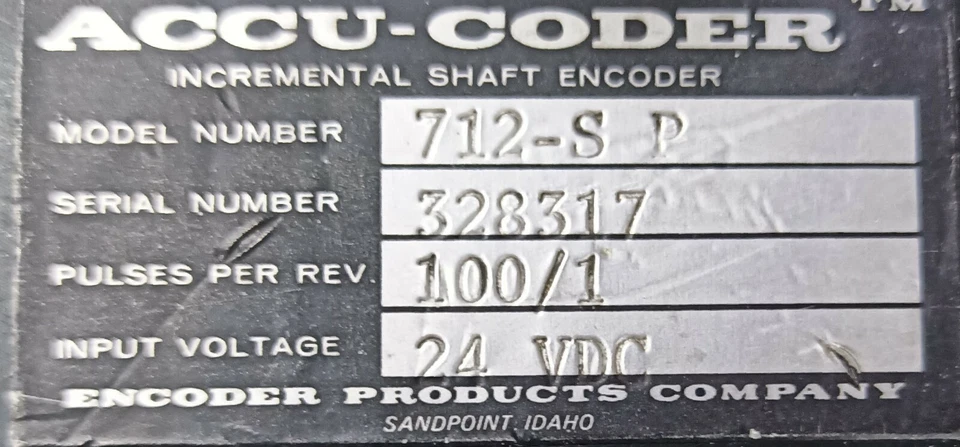 ACCU-CODER™
INCREMENTAL SHAFT ENCODER
MODEL NUMBER 712-S P
SERIAL NUMBER 328317
PULSES PER REV. 100/1
INPUT VOLTAGE 24 VDC
ENCODER PRODUCTS COMPANY
SANDPOINT, IDAHO